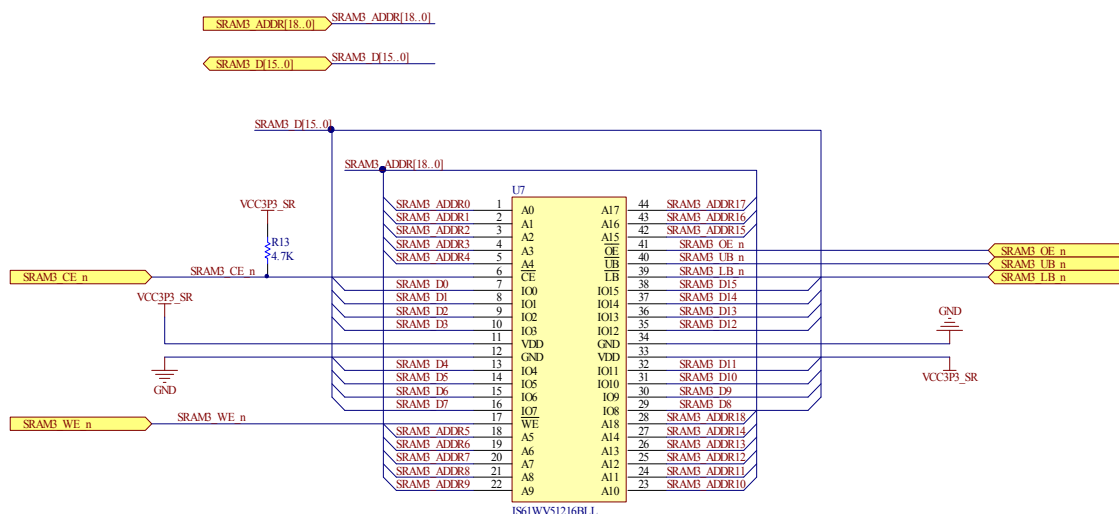 SRAM3_ADDR[18..0] SRAM3_ADDR[18..0]
SRAM3_D[15..0] SRAM3_D[15..0]
SRAM3_D[15..0]
SRAM3_ADDR[18..0]
U7
VCC3P3_SR
R13
4.7K
SRAM3_CE_n SRAM3_CE_n
VCC3P3_SR
GND
SRAM3_WE_n SRAM3_WE_n
SRAM3_ADDR0 1 A0 A17 44 SRAM3_ADDR17
SRAM3_ADDR1 2 A1 A16 43 SRAM3_ADDR16
SRAM3_ADDR2 3 A2 A15 42 SRAM3_ADDR15
SRAM3_ADDR3 4 A3 OE 41 SRAM3_OE_n SRAM3_OE_n
SRAM3_ADDR4 5 A4 UB 40 SRAM3_UB_n SRAM3_UB_n
6 CE LB 39 SRAM3_LB_n SRAM3_LB_n
SRAM3_D0 7 IO0 IO15 38 SRAM3_D15
SRAM3_D1 8 IO1 IO14 37 SRAM3_D14
SRAM3_D2 9 IO2 IO13 36 SRAM3_D13
SRAM3_D3 10 IO3 IO12 35 SRAM3_D12
11 VDD GND 34 GND
12 GND VDD 33 VCC3P3_SR
SRAM3_D4 13 IO4 IO11 32 SRAM3_D11
SRAM3_D5 14 IO5 IO10 31 SRAM3_D10
SRAM3_D6 15 IO6 IO9 30 SRAM3_D9
SRAM3_D7 16 IO7 IO8 29 SRAM3_D8
17 WE A18 28 SRAM3_ADDR18
SRAM3_ADDR5 18 A5 A14 27 SRAM3_ADDR14
SRAM3_ADDR6 19 A6 A13 26 SRAM3_ADDR13
SRAM3_ADDR7 20 A7 A12 25 SRAM3_ADDR12
SRAM3_ADDR8 21 A8 A11 24 SRAM3_ADDR11
SRAM3_ADDR9 22 A9 A10 23 SRAM3_ADDR10
IS61WV51216BLL